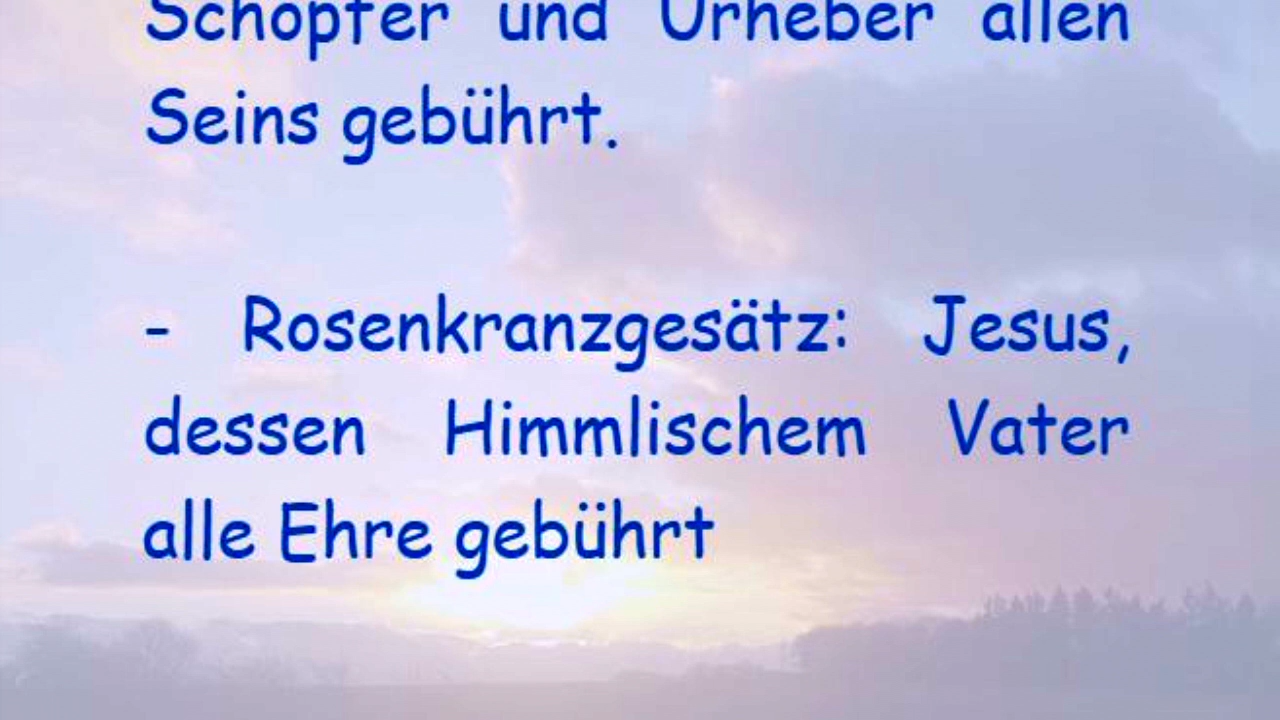 Schöpfer und Urheber allen
Seins gebührt.
- Rosenkranzgesätz: Jesus,
dessen Himmlischem Vater
alle Ehre gebührt